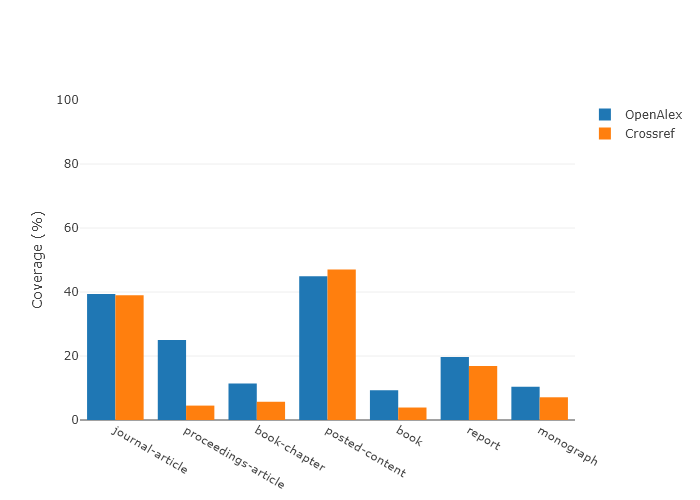 100
80
60
40
20
0
Coverage (%)
journal-article
proceedings-article
book-chapter
posted-content
book
report
monograph
OpenAlex
Crossref